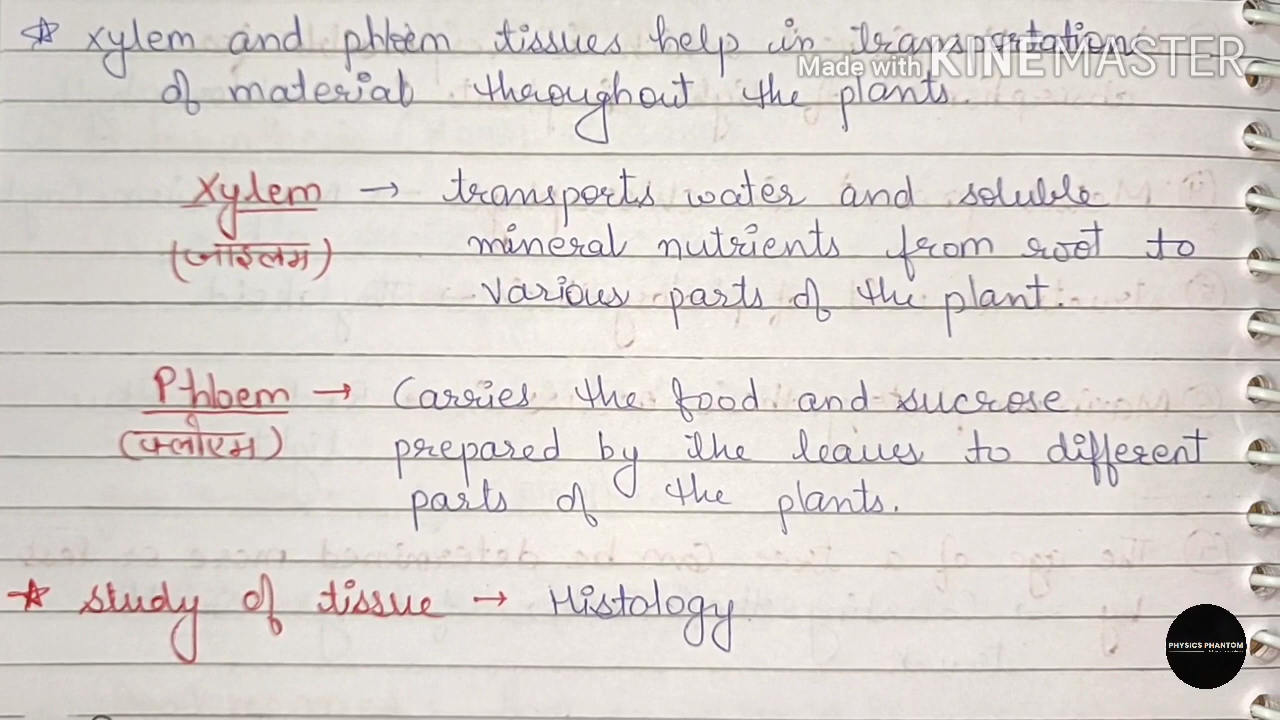 ☆ xylem and phloem tissues help in transportation
Made with KINEMASTER
of material throughout the plants.
Xylem → transports water and soluble
(जाइलम) mineral nutrients from root to
various parts of the plant.
Phloem → Carries the food and sucrose
(फ्लोएम) prepared by the leaves to different
parts of the plants.
☆ Study of tissue → Histology
PHYSICS PHANTOM